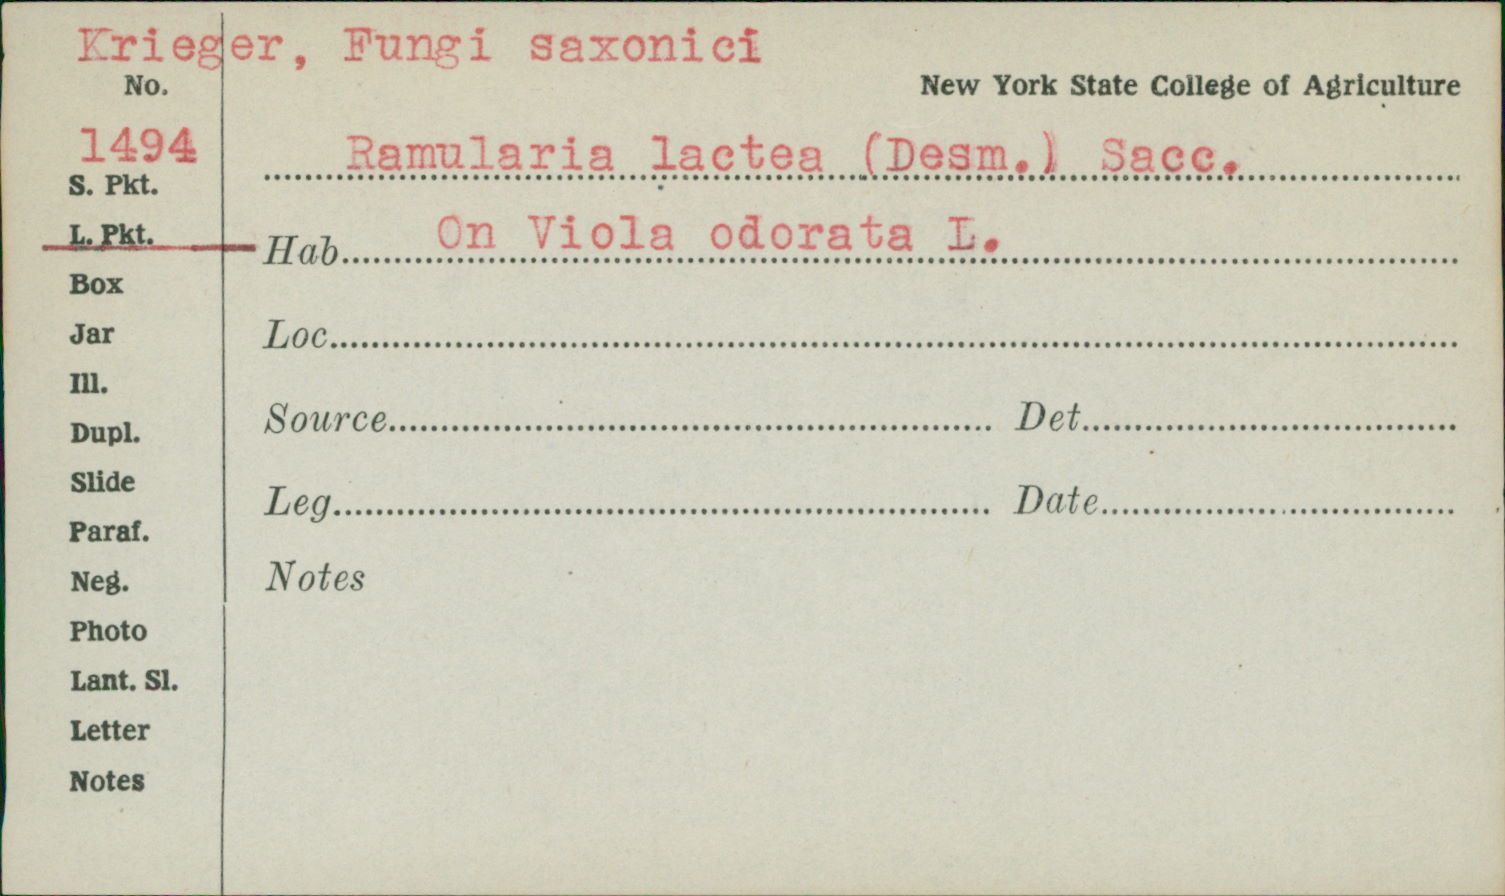 Krieger, Fungi saxonici
No.
New York State College of Agriculture
1494
Ramularia lactea (Desm.) Sacc.
S. Pkt.
L. Pkt.
Hab. On Viola odorata L.
Box
Jar
Loc.
Ill.
Dupl.
Source Det.
Slide
Leg. Date
Paraf.
Neg.
Notes
Photo
Lant. Sl.
Letter
Notes